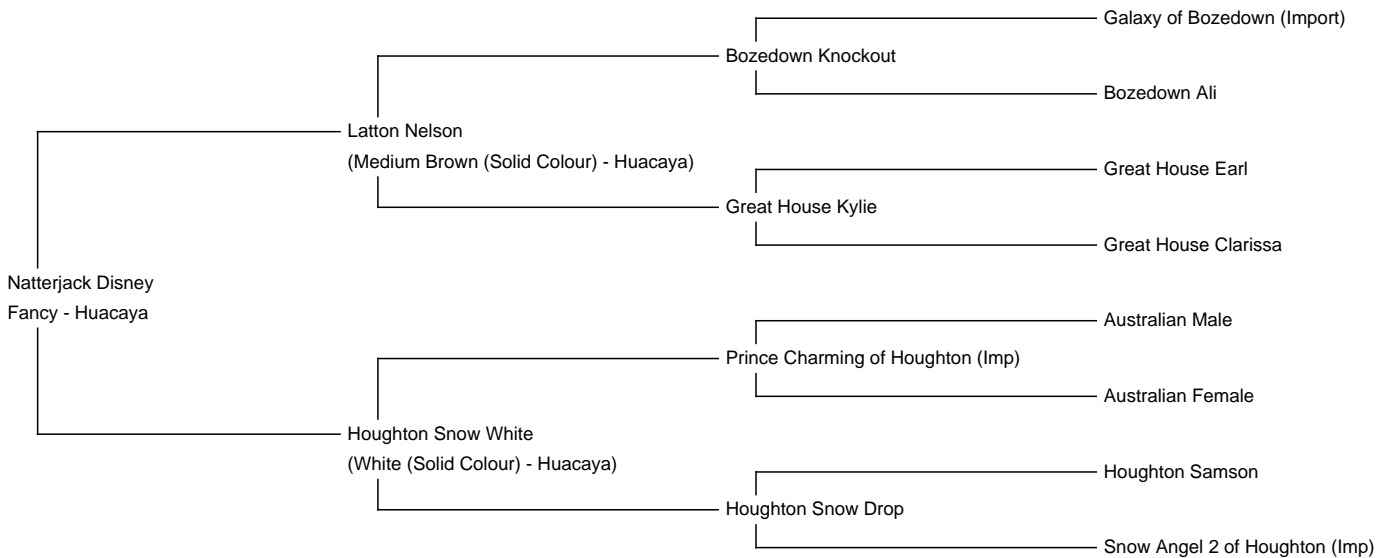 Galaxy of Bozedown (Import)
Bozedown Knockout
Bozedown Ali
Latton Nelson
(Medium Brown (Solid Colour) - Huacaya)
Great House Earl
Great House Kylie
Great House Clarissa
Natterjack Disney
Fancy - Huacaya
Australian Male
Prince Charming of Houghton (Imp)
Australian Female
Houghton Snow White
(White (Solid Colour) - Huacaya)
Houghton Samson
Houghton Snow Drop
Snow Angel 2 of Houghton (Imp)